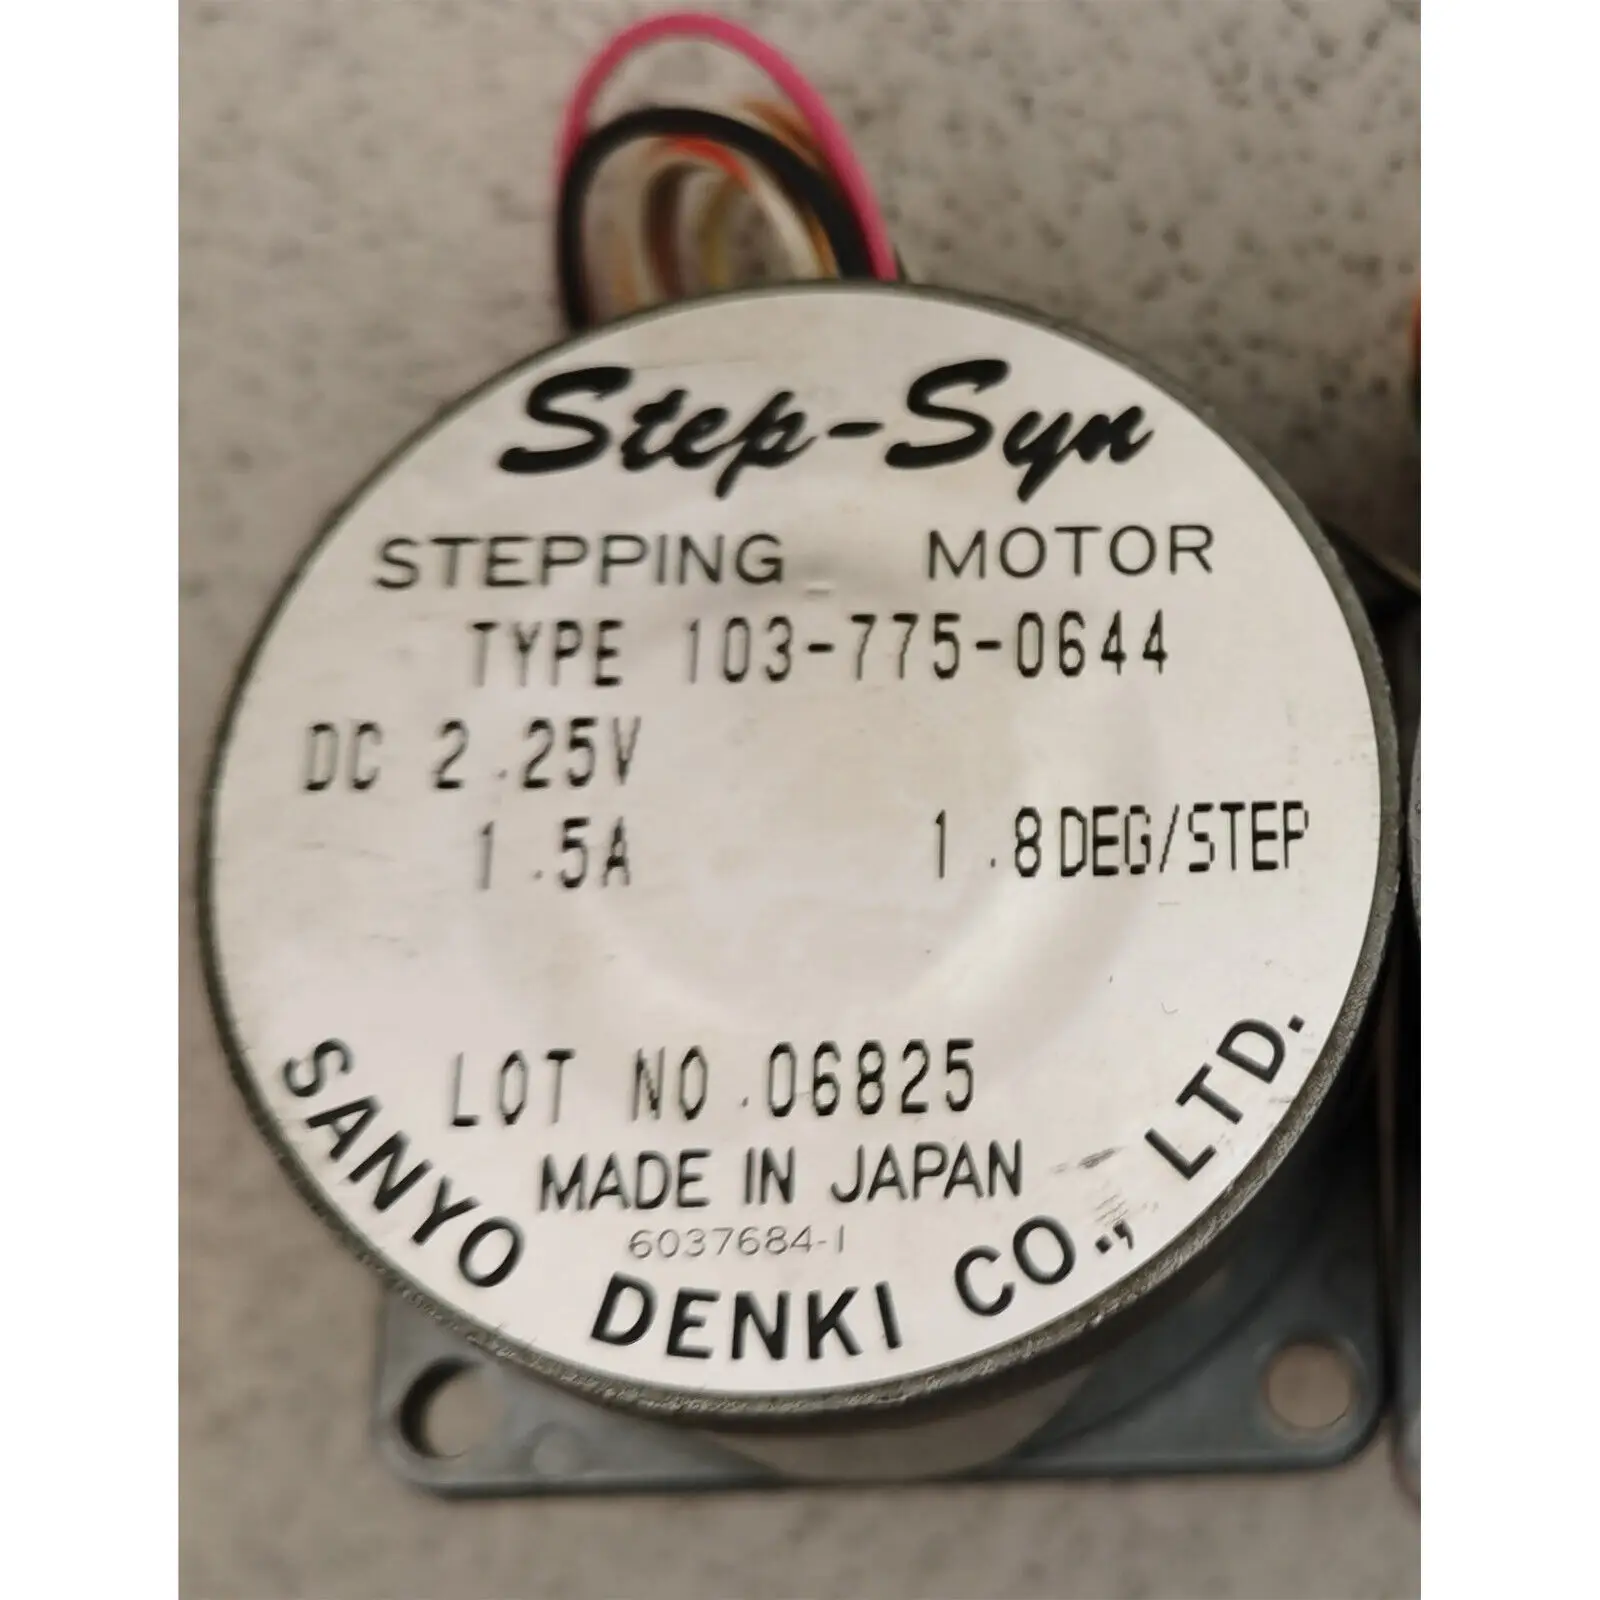 Step-Syn
STEPPING MOTOR
TYPE 103-775-0644
DC 2.25V
1.5A 1.8DEG/STEP
LOT NO.06825
MADE IN JAPAN
6037684-1
SANYO DENKI CO., LTD.